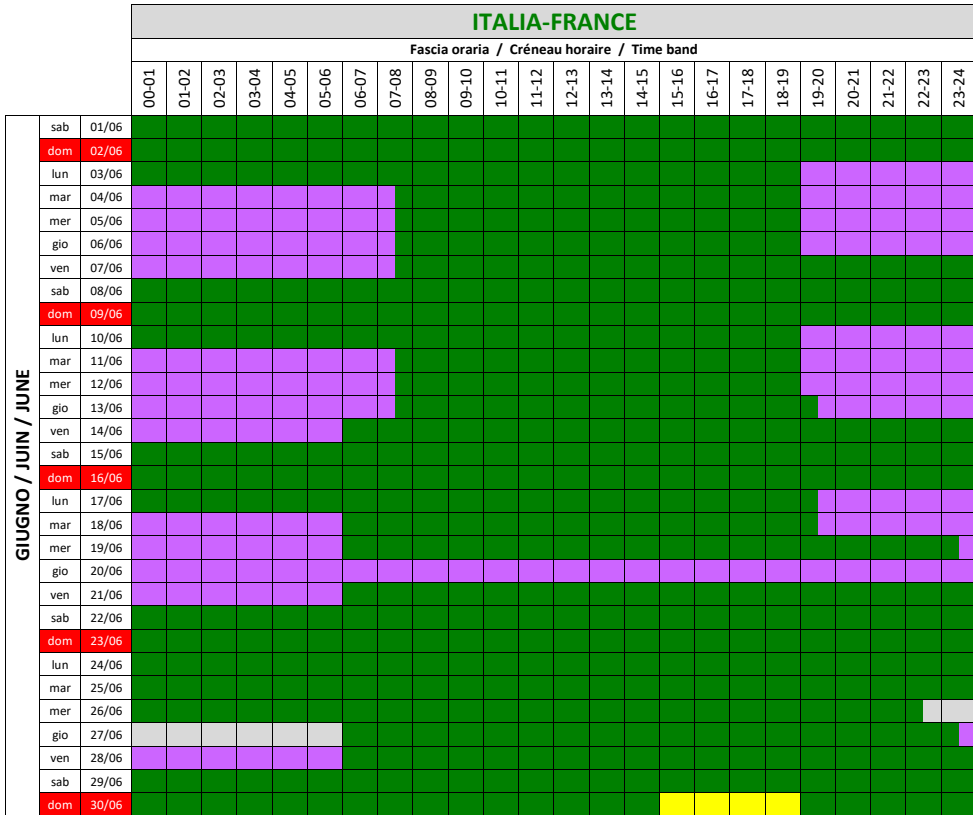 ITALIA-FRANCE
Fascia oraria / Créneau horaire / Time band
00-01 01-02 02-03 03-04 04-05 05-06 06-07 07-08 08-09 09-10 10-11 11-12 12-13 13-14 14-15 15-16 16-17 17-18 18-19 19-20 20-21 21-22 22-23 23-24
GIUGNO / JUIN / JUNE
sab 01/06
dom 02/06
lun 03/06
mar 04/06
mer 05/06
gio 06/06
ven 07/06
sab 08/06
dom 09/06
lun 10/06
mar 11/06
mer 12/06
gio 13/06
ven 14/06
sab 15/06
dom 16/06
lun 17/06
mar 18/06
mer 19/06
gio 20/06
ven 21/06
sab 22/06
dom 23/06
lun 24/06
mar 25/06
mer 26/06
gio 27/06
ven 28/06
sab 29/06
dom 30/06